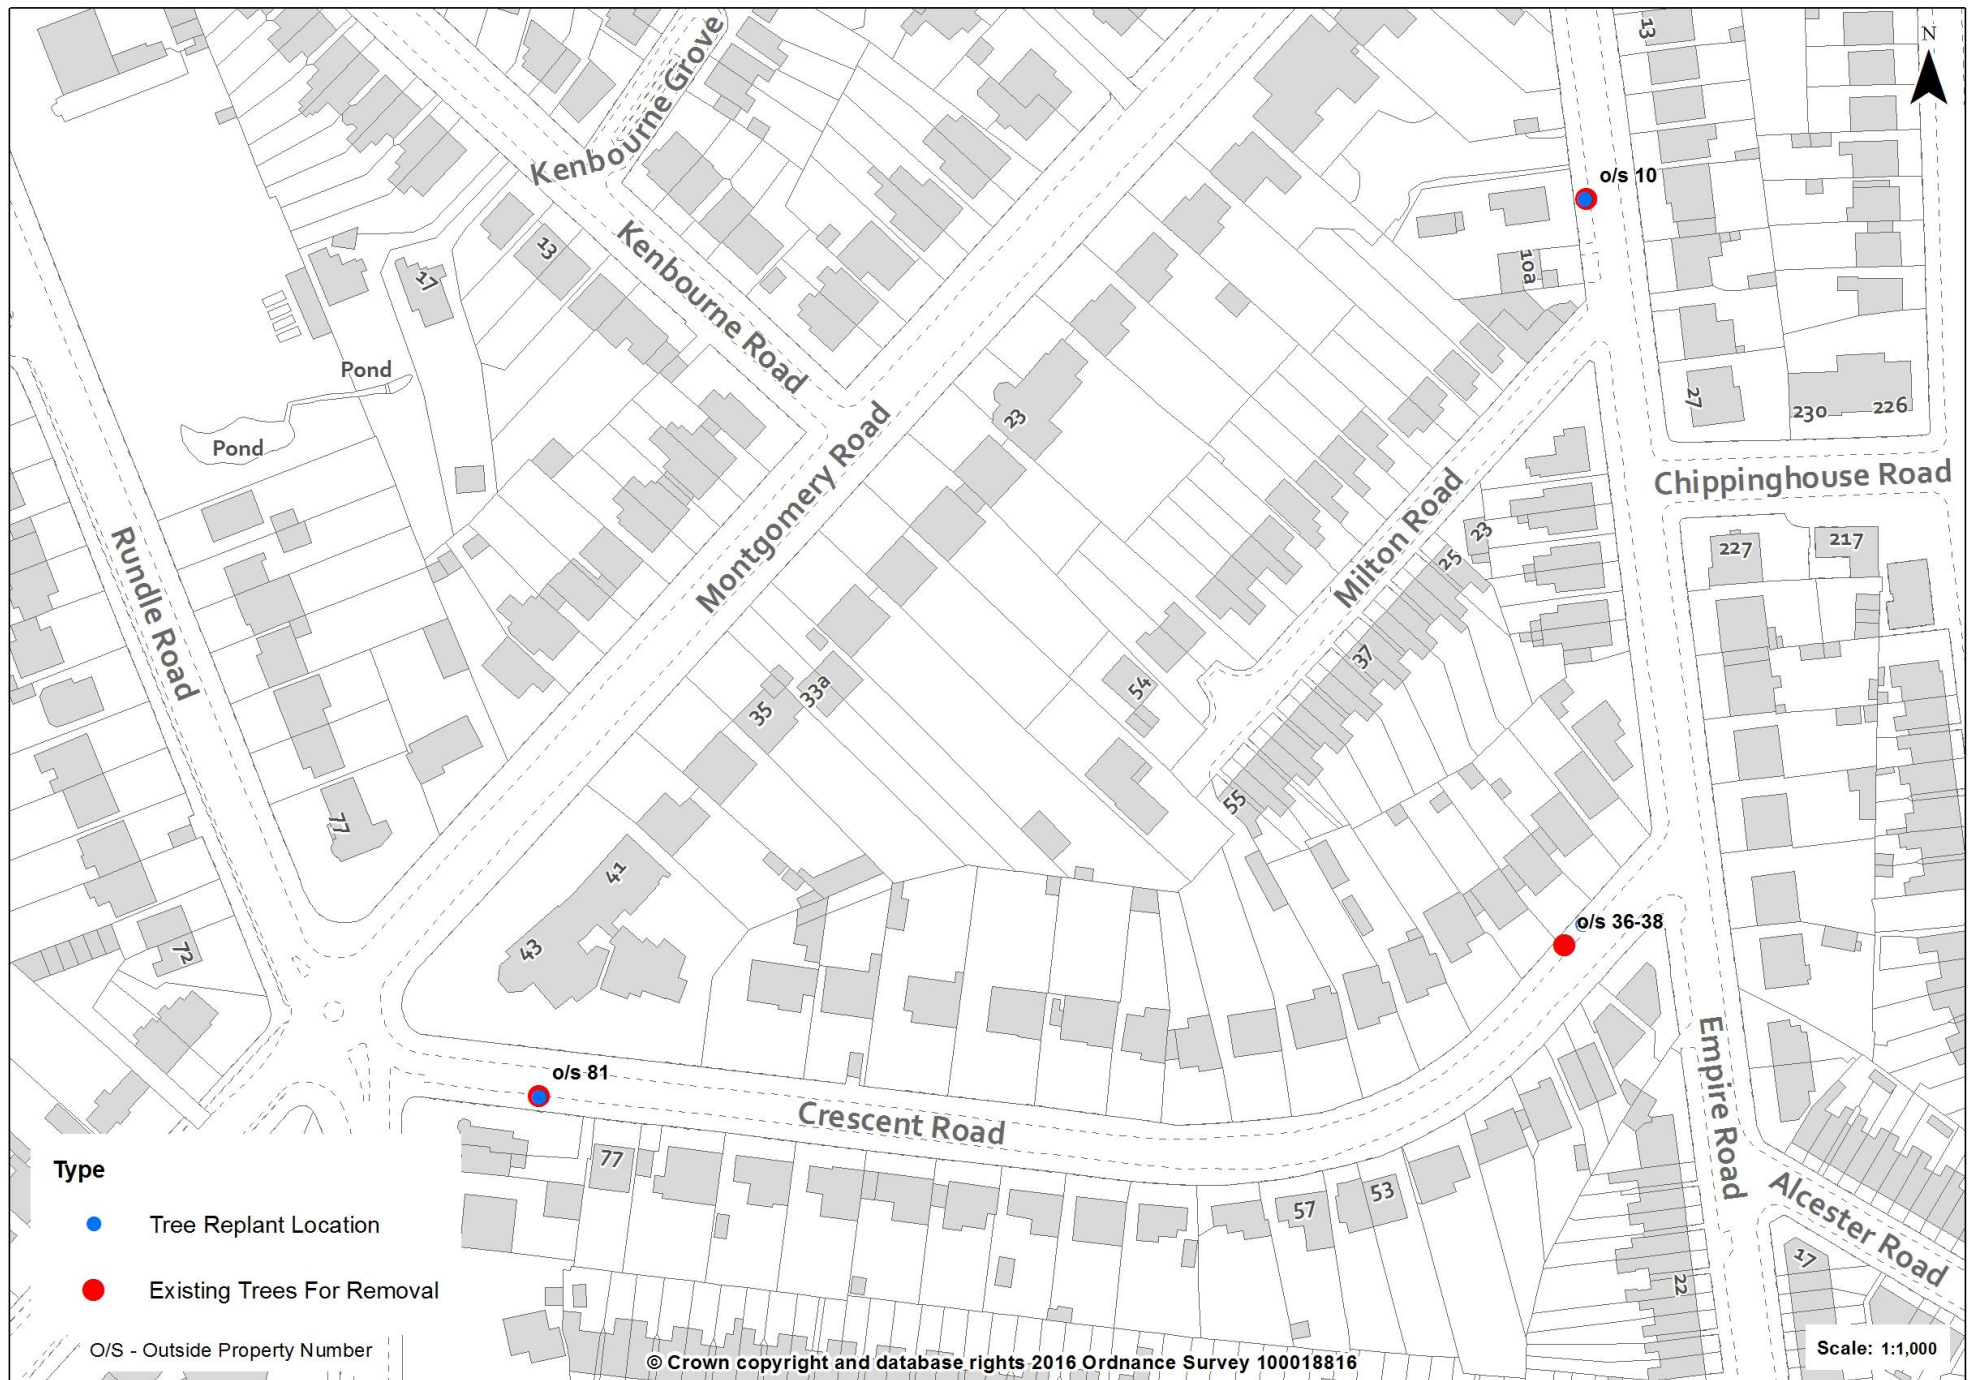 Kenbourne Grove
13
N
o/s 10
13
Kenbourne Road
17
10a
Pond
Pond
23
27
230
226
Montgomery Road
Chippinghouse Road
Milton Road
Rundle Road
23
25
227
217
37
54
35
33a
55
77
41
43
72
o/s 36-38
Empire Road
o/s 81
Crescent Road
77
57
53
Alcester Road
17
22
Type
Tree Replant Location
Existing Trees For Removal
O/S - Outside Property Number
© Crown copyright and database rights 2016 Ordnance Survey 100018816
Scale: 1:1,000